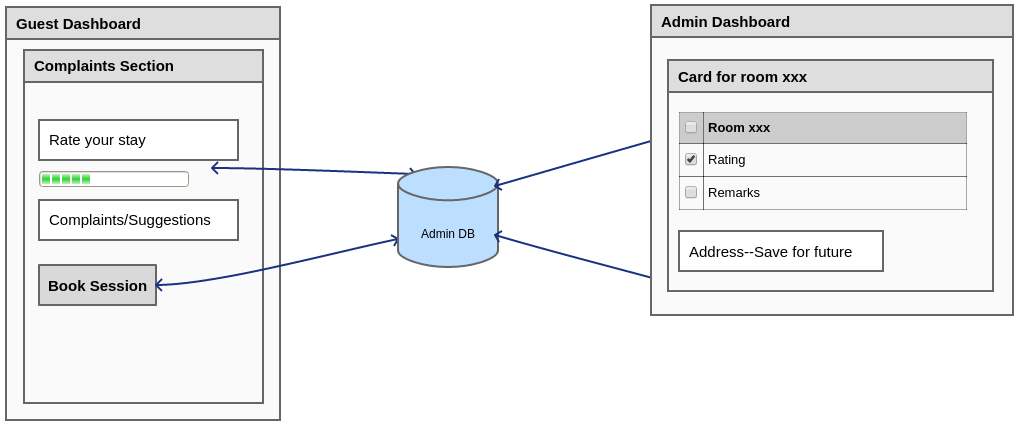 Guest Dashboard
Complaints Section
Rate your stay
Complaints/Suggestions
Book Session
Admin DB
Admin Dashboard
Card for room xxx
Room xxx
Rating
Remarks
Address--Save for future